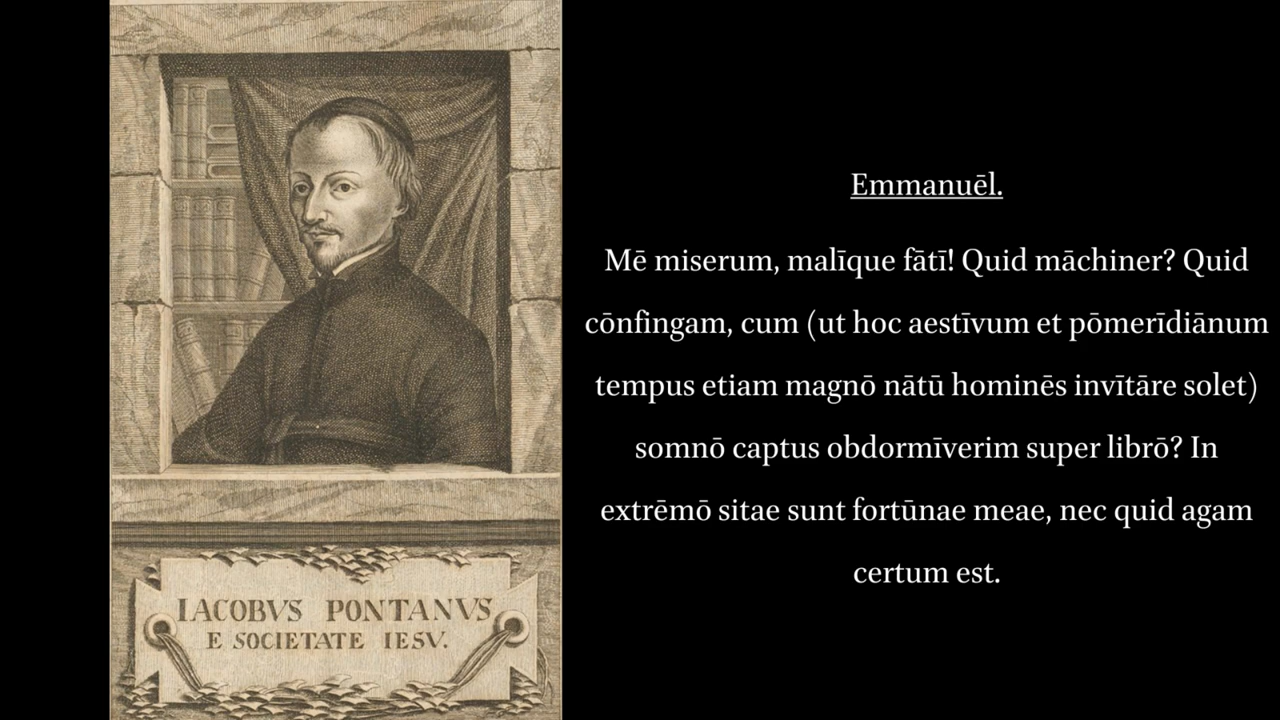 IACOBVS PONTANVS
E SOCIETATE IESV.
Emmanuēl.
Mē miserum, malīque fātī! Quid māchiner? Quid
cōnfingam, cum (ut hoc aestīvum et pōmerīdiānum
tempus etiam magnō nātū hominēs invītāre solet)
somnō captus obdormīverim super librō? In
extrēmō sitae sunt fortūnae meae, nec quid agam
certum est.